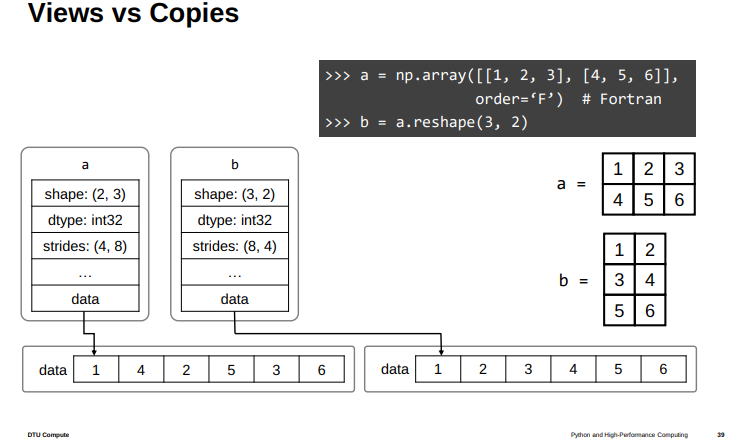 Views vs Copies
>>> a = np.array([[1, 2, 3], [4, 5, 6]],
order=‘F’) # Fortran
>>> b = a.reshape(3, 2)
a
shape: (2, 3)
dtype: int32
strides: (4, 8)
...
data
b
shape: (3, 2)
dtype: int32
strides: (8, 4)
...
data
a =
1 2 3
4 5 6
b =
1 2
3 4
5 6
data 1 4 2 5 3 6
data 1 2 3 4 5 6
DTU Compute
Python and High-Performance Computing
39